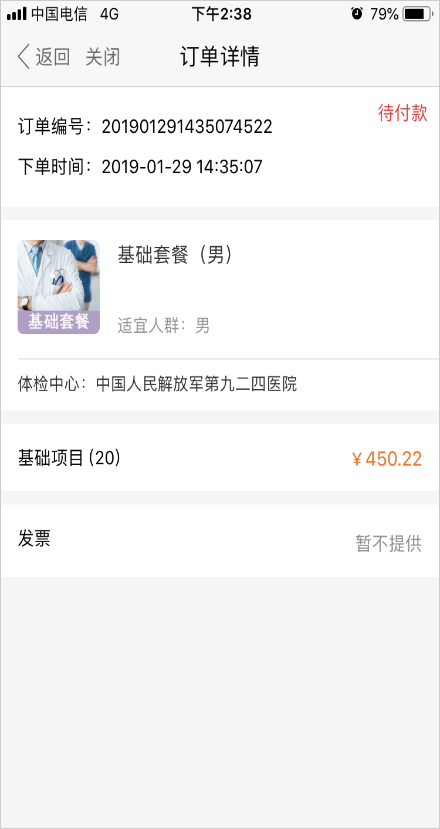 中国电信 4G 下午2:38 79%
返回 关闭 订单详情
待付款
订单编号：201901291435074522
下单时间：2019-01-29 14:35:07
基础套餐（男）
基础套餐
适宜人群：男
体检中心：中国人民解放军第九二四医院
基础项目 (20) ￥450.22
发票 暂不提供